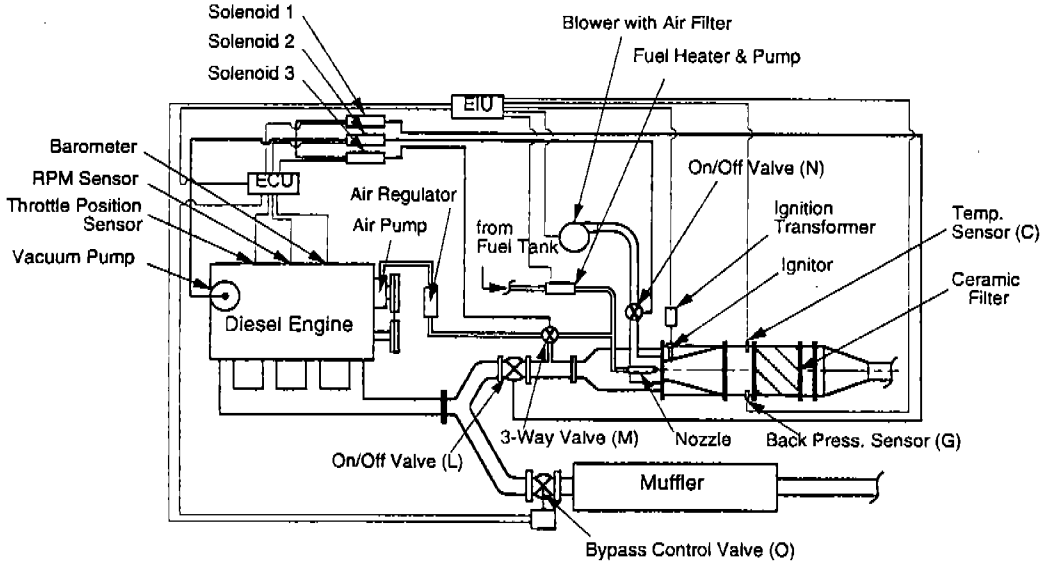 Solenoid 1
Solenoid 2
Solenoid 3
Blower with Air Filter
Fuel Heater & Pump
EIU
Barometer
RPM Sensor
Throttle Position
Sensor
Vacuum Pump
ECU
Air Regulator
Air Pump
from
Fuel Tank
On/Off Valve (N)
Ignition
Transformer
Ignitor
Temp.
Sensor (C)
Ceramic
Filter
Diesel Engine
On/Off Valve (L)
3-Way Valve (M)
Nozzle
Back Press. Sensor (G)
Muffler
Bypass Control Valve (O)